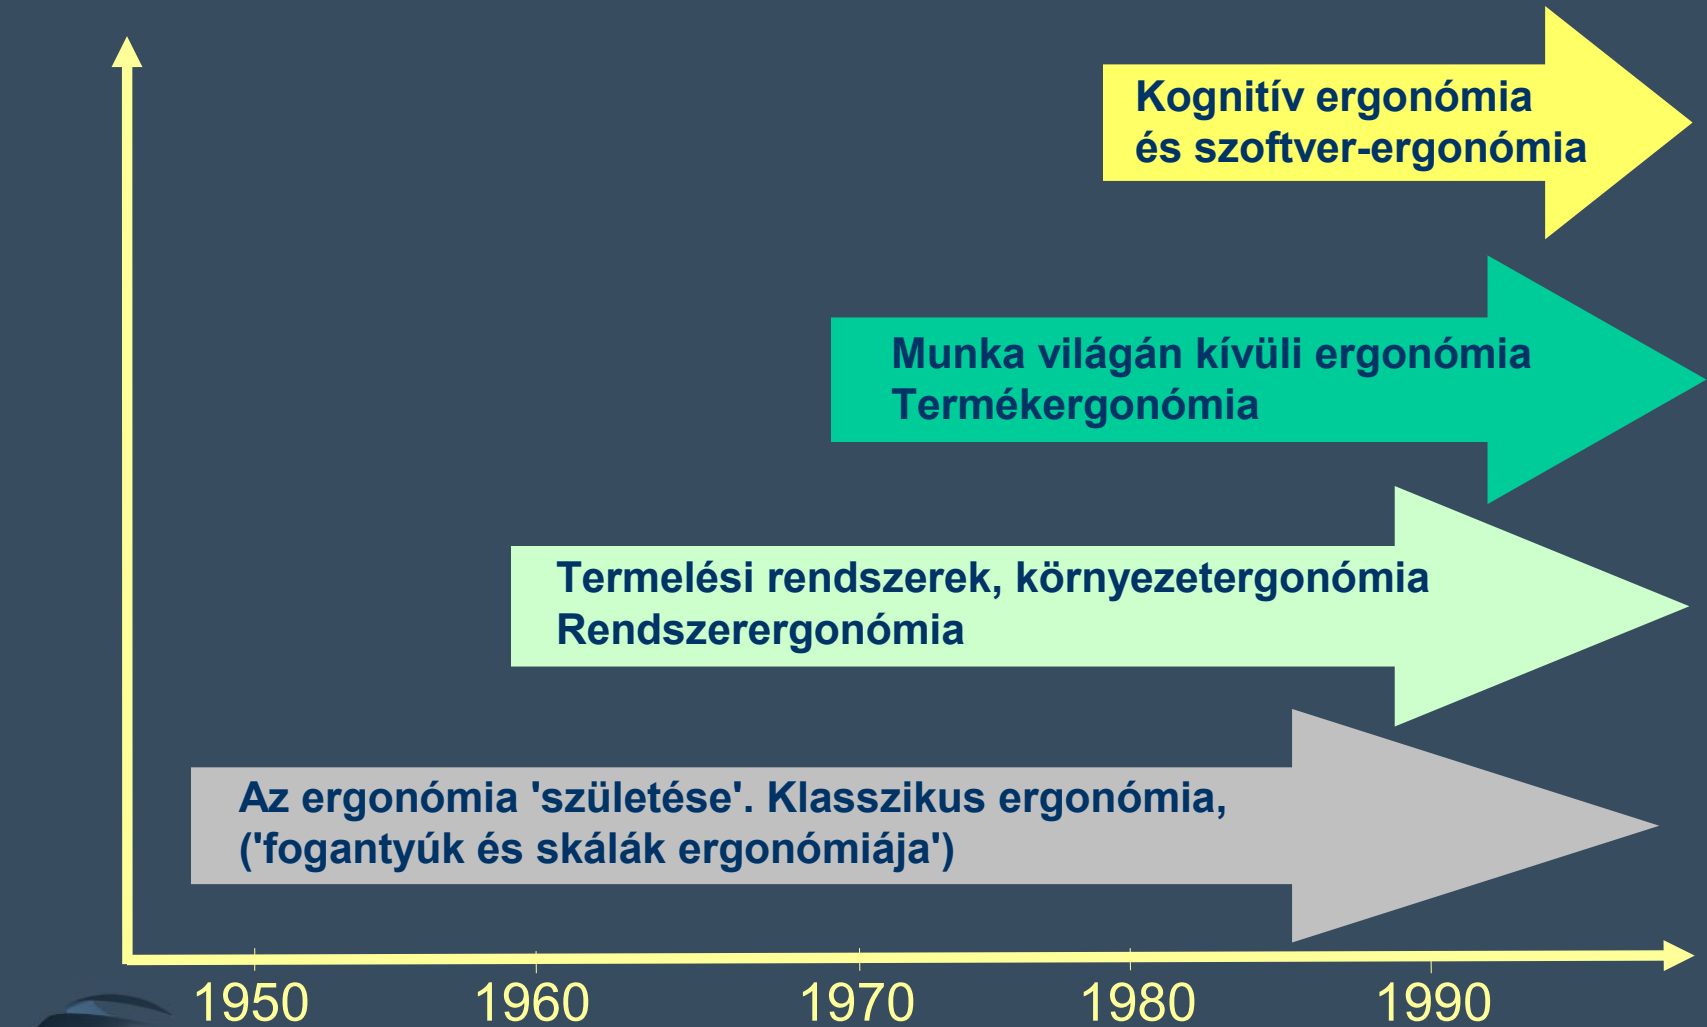 Kognitív ergonómia
és szoftver-ergonómia
Munka világán kívüli ergonómia
Termékergonómia
Termelési rendszerek, környezetergonómia
Rendszerergonómia
Az ergonómia 'születése'. Klasszikus ergonómia,
('fogantyúk és skálák ergonómiája')
1950 1960 1970 1980 1990